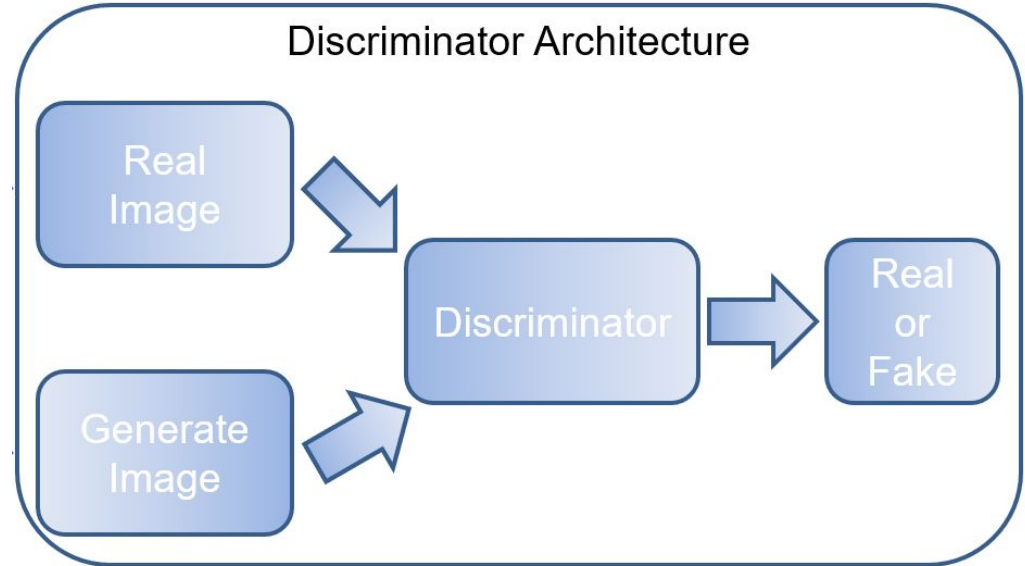 Discriminator Architecture
Real
Image
Discriminator
Real
or
Fake
Generate
Image